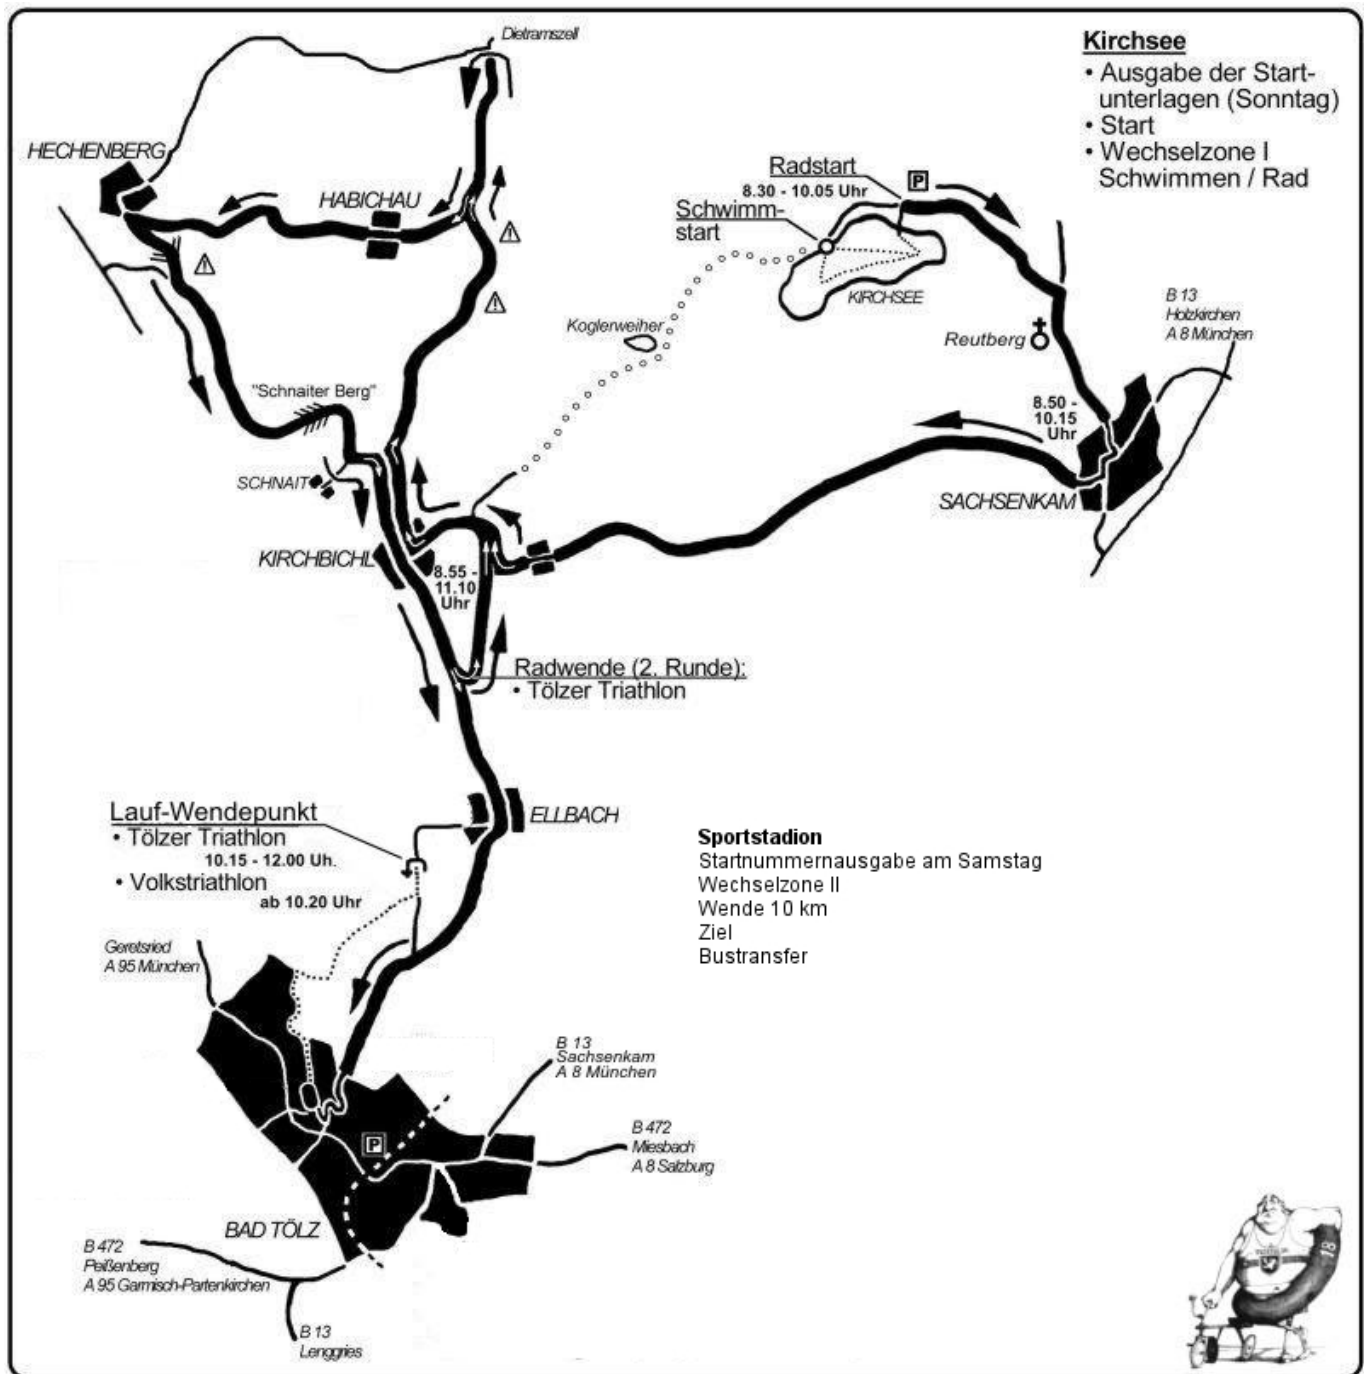 Dietramszell
Kirchsee
• Ausgabe der Start-
unterlagen (Sonntag)
• Start
• Wechselzone I
Schwimmen / Rad
HECHENBERG
HABICHAU
Radstart
P
8.30 - 10.05 Uhr
Schwimm-
start
KIRCHSEE
B 13
Holzkirchen
A 8 München
Koglerweiher
Reutberg
"Schnaiter Berg"
8.50 -
10.15
Uhr
SCHNAIT
SACHSENKAM
KIRCHBICHL
8.55 -
11.10
Uhr
Radwende (2. Runde):
• Tölzer Triathlon
Lauf-Wendepunkt
• Tölzer Triathlon
10.15 - 12.00 Uh.
• Volkstriathlon
ab 10.20 Uhr
ELLBACH
Sportstadion
Startnummernausgabe am Samstag
Wechselzone II
Wende 10 km
Ziel
Bustransfer
Geretsried
A 95 München
B 13
Sachsenkam
A 8 München
P
B 472
Miesbach
A 8 Salzburg
BAD TÖLZ
B 472
Peißenberg
A 95 Garmisch-Partenkirchen
B 13
Lenggries
18